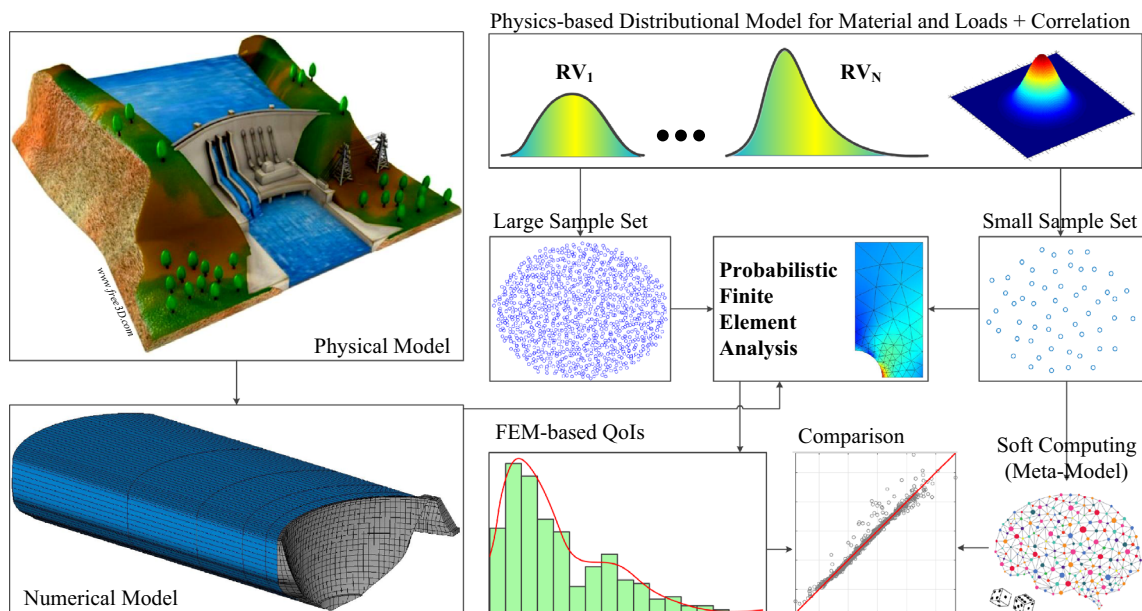 Physics-based Distributional Model for Material and Loads + Correlation
RV1
RVN
www.free3D.com
Physical Model
Large Sample Set
Small Sample Set
Probabilistic
Finite
Element
Analysis
FEM-based QoIs
Comparison
Soft Computing
(Meta-Model)
Numerical Model